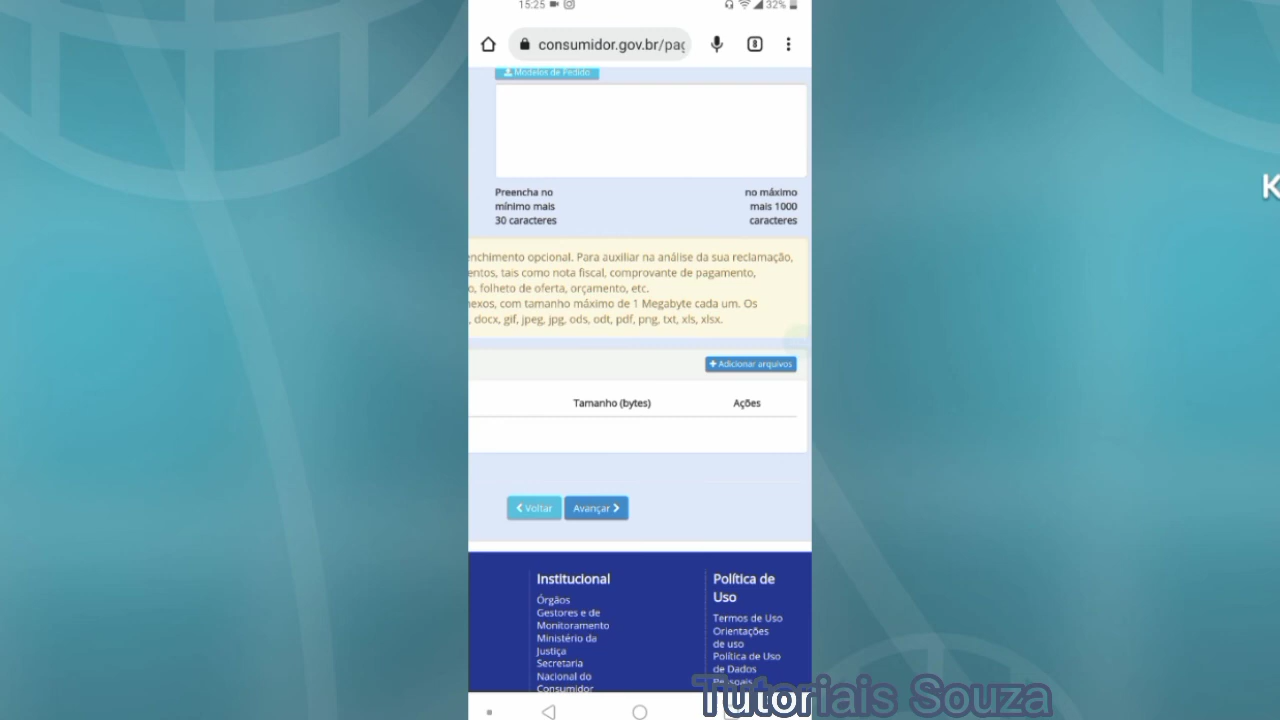 15:25
32%
consumidor.gov.br/pag
8
Modelos de Pedido
Preencha no
mínimo mais
30 caracteres
no máximo
mais 1000
caracteres
enchimento opcional. Para auxiliar na análise da sua reclamação,
entos, tais como nota fiscal, comprovante de pagamento,
o, folheto de oferta, orçamento, etc.
nexos, com tamanho máximo de 1 Megabyte cada um. Os
, docx, gif, jpeg, jpg, ods, odt, pdf, png, txt, xls, xlsx.
+ Adicionar arquivos
Tamanho (bytes)
Ações
Voltar
Avançar
Institucional
Órgãos
Gestores e de
Monitoramento
Ministério da
Justiça
Secretaria
Nacional do
Consumidor
Política de
Uso
Termos de Uso
Orientações
de uso
Política de Uso
de Dados
Pessoais
Tutoriais Souza
K